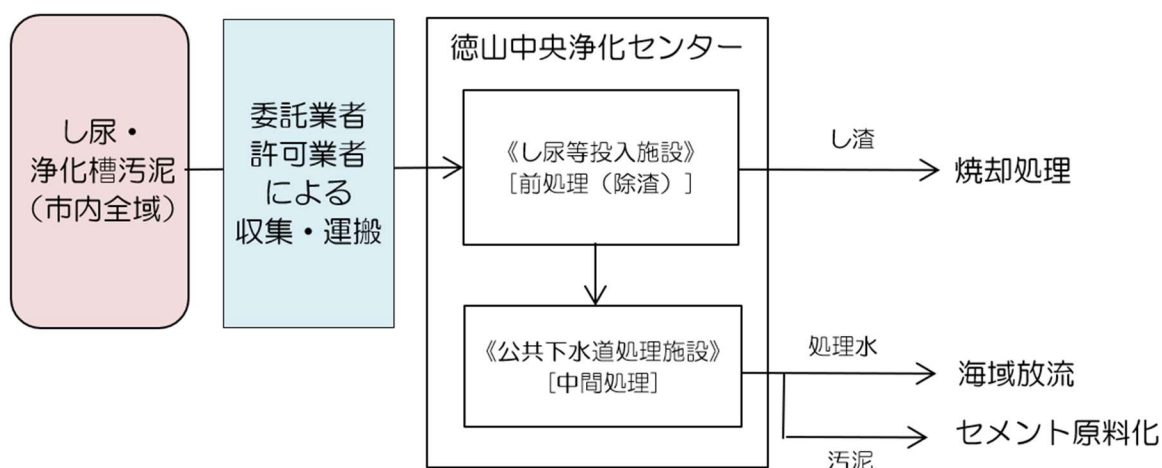 し尿・
浄化槽汚泥
（市内全域）
委託業者
許可業者
による
収集・運搬
徳山中央浄化センター
《し尿等投入施設》
［前処理（除渣）］
し渣
焼却処理
《公共下水道処理施設》
［中間処理］
処理水
海域放流
セメント原料化
汚泥